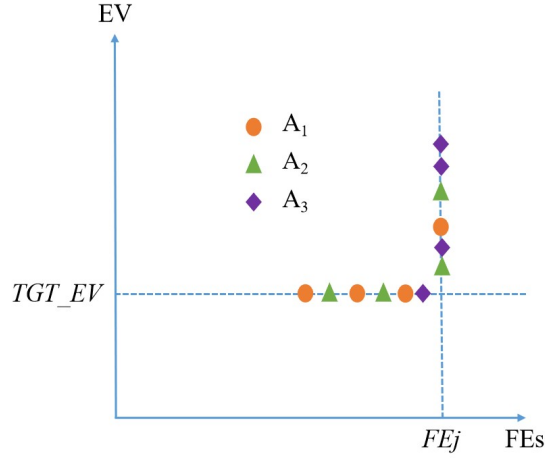 EV
A₁
A₂
A₃
TGT_EV
FEj
FEs